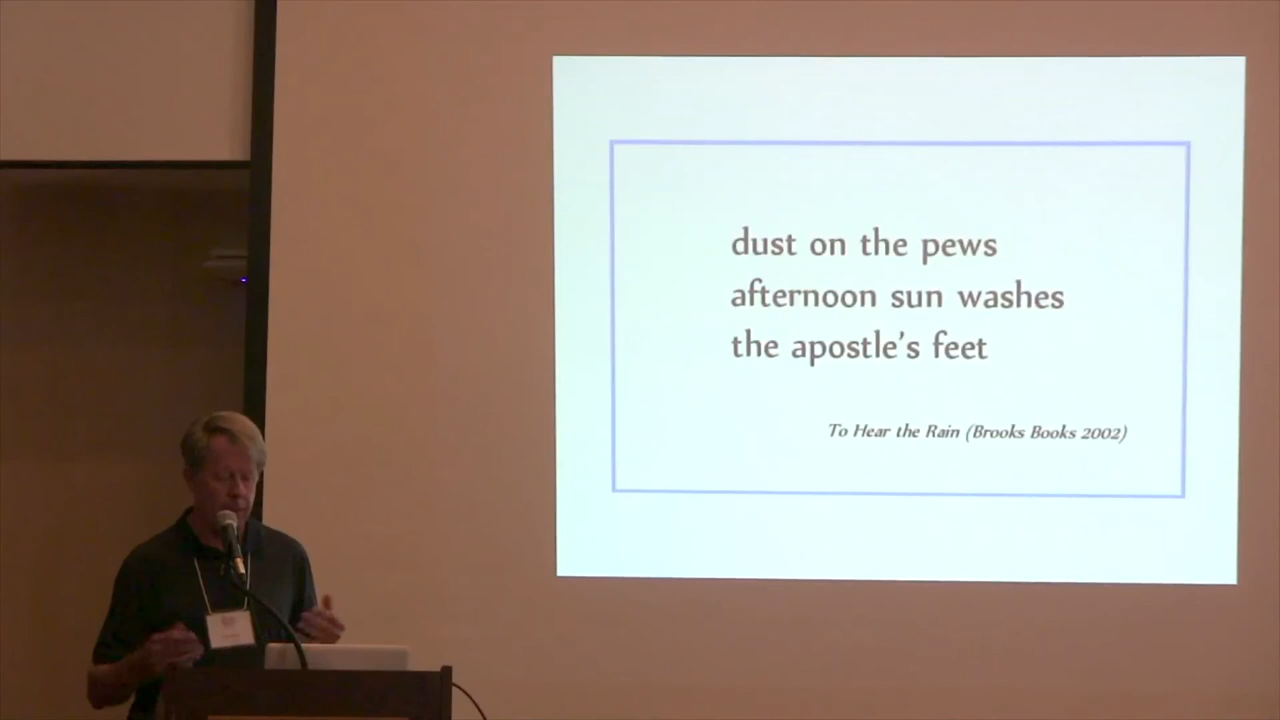 dust on the pews
afternoon sun washes
the apostle's feet
To Hear the Rain (Brooks Books 2002)